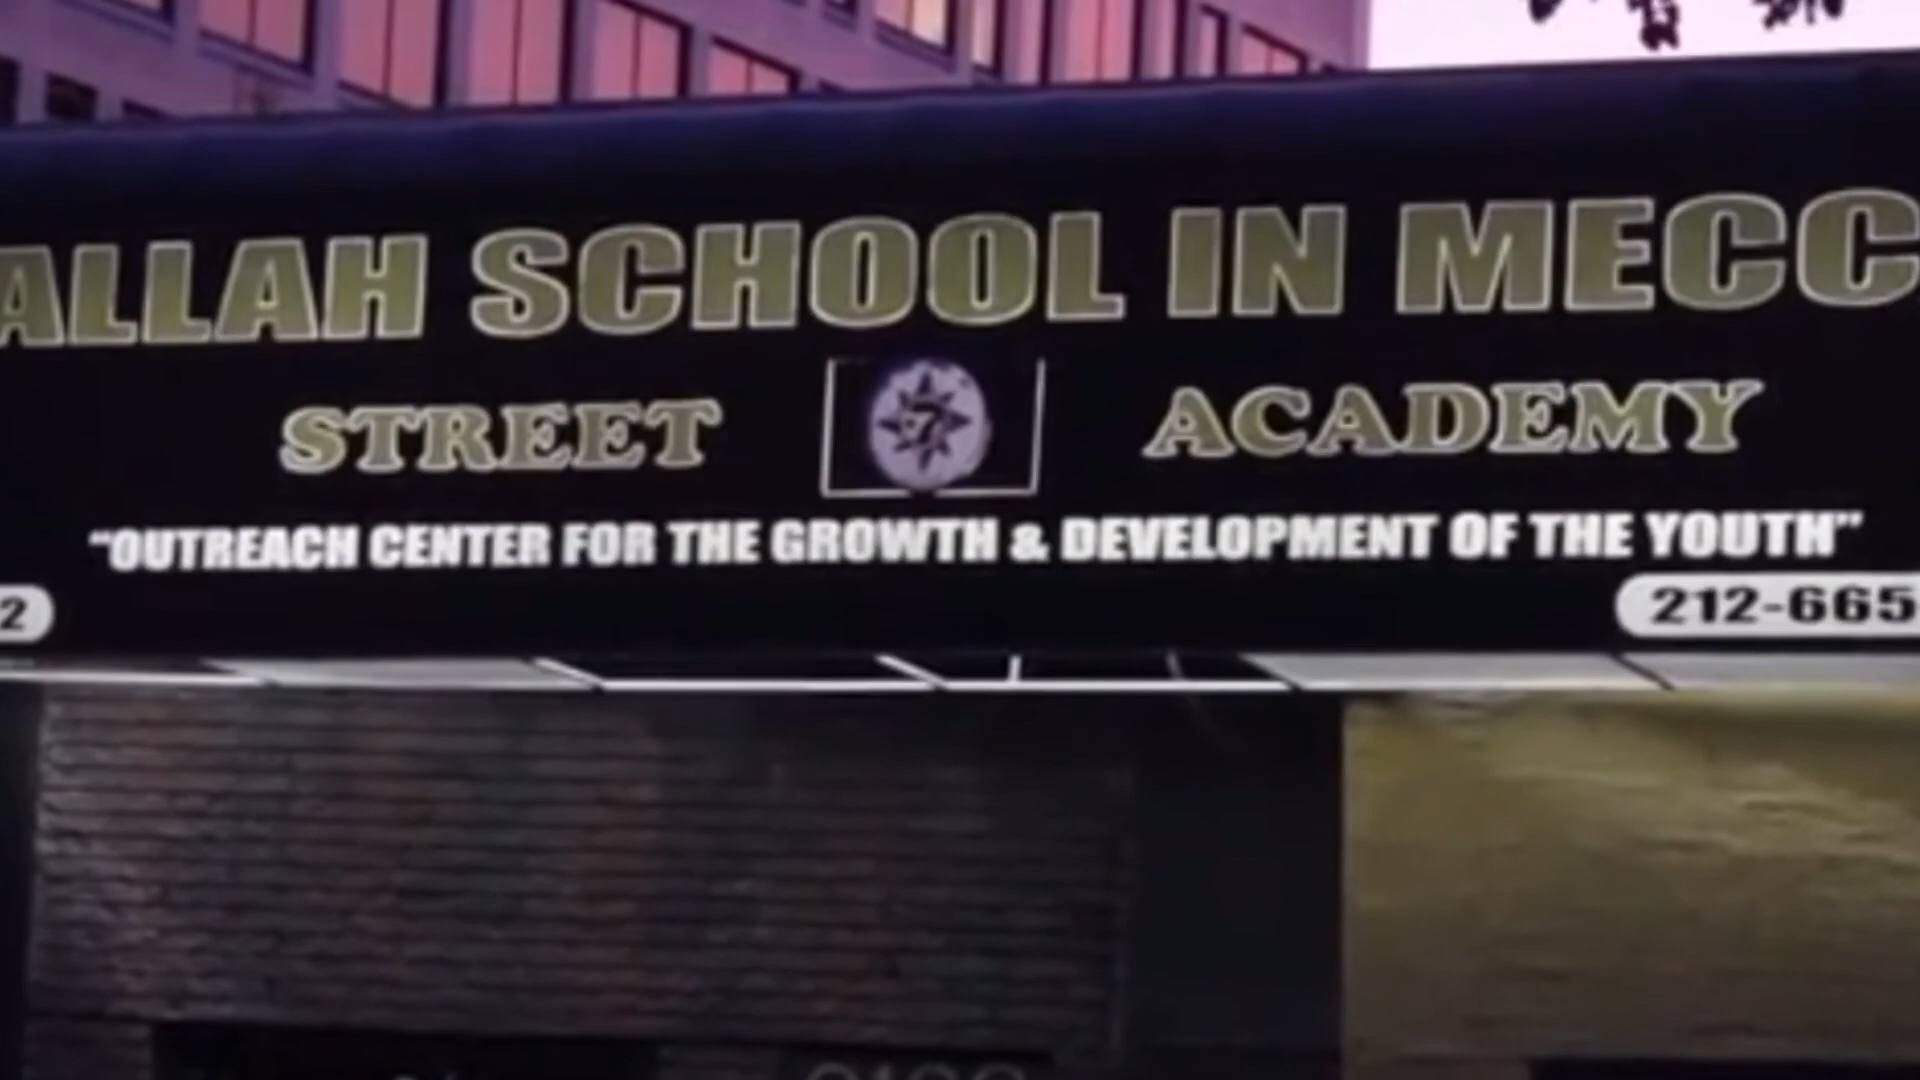 ALLAH SCHOOL IN MECC
STREET 7 ACADEMY
"OUTREACH CENTER FOR THE GROWTH & DEVELOPMENT OF THE YOUTH"
2 212-665